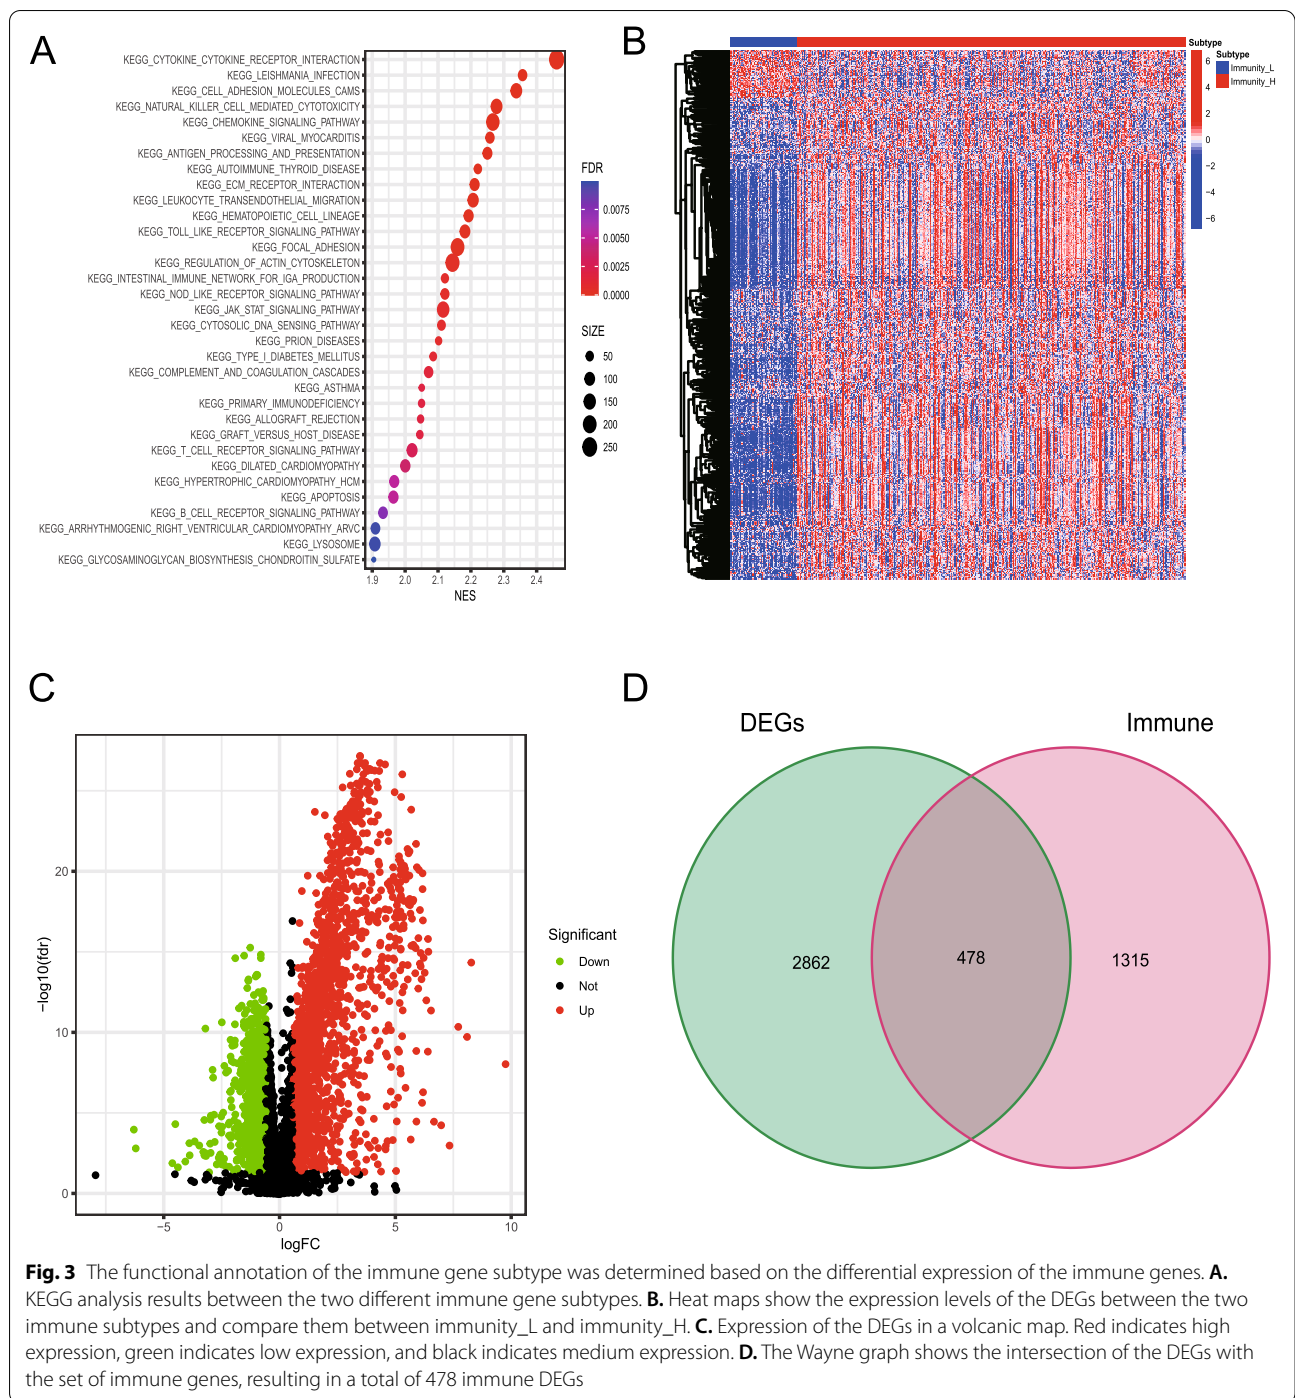 A
KEGG_CYTOKINE_CYTOKINE_RECEPTOR_INTERACTION
KEGG_LEISHMANIA_INFECTION
KEGG_CELL_ADHESION_MOLECULES_CAMS
KEGG_NATURAL_KILLER_CELL_MEDIATED_CYTOTOXICITY
KEGG_CHEMOKINE_SIGNALING_PATHWAY
KEGG_VIRAL_MYOCARDITIS
KEGG_ANTIGEN_PROCESSING_AND_PRESENTATION
KEGG_AUTOIMMUNE_THYROID_DISEASE
KEGG_ECM_RECEPTOR_INTERACTION
KEGG_LEUKOCYTE_TRANSENDOTHELIAL_MIGRATION
KEGG_HEMATOPOIETIC_CELL_LINEAGE
KEGG_TOLL_LIKE_RECEPTOR_SIGNALING_PATHWAY
KEGG_FOCAL_ADHESION
KEGG_REGULATION_OF_ACTIN_CYTOSKELETON
KEGG_INTESTINAL_IMMUNE_NETWORK_FOR_IGA_PRODUCTION
KEGG_NOD_LIKE_RECEPTOR_SIGNALING_PATHWAY
KEGG_JAK_STAT_SIGNALING_PATHWAY
KEGG_CYTOSOLIC_DNA_SENSING_PATHWAY
KEGG_PRION_DISEASES
KEGG_TYPE_I_DIABETES_MELLITUS
KEGG_COMPLEMENT_AND_COAGULATION_CASCADES
KEGG_ASTHMA
KEGG_PRIMARY_IMMUNODEFICIENCY
KEGG_ALLOGRAFT_REJECTION
KEGG_GRAFT_VERSUS_HOST_DISEASE
KEGG_T_CELL_RECEPTOR_SIGNALING_PATHWAY
KEGG_DILATED_CARDIOMYOPATHY
KEGG_HYPERTROPHIC_CARDIOMYOPATHY_HCM
KEGG_APOPTOSIS
KEGG_B_CELL_RECEPTOR_SIGNALING_PATHWAY
KEGG_ARRHYTHMOGENIC_RIGHT_VENTRICULAR_CARDIOMYOPATHY_ARVC
KEGG_LYSOSOME
KEGG_GLYCOSAMINOGLYCAN_BIOSYNTHESIS_CHONDROITIN_SULFATE
1.9 2.0 2.1 2.2 2.3 2.4
NES
FDR
0.0075
0.0050
0.0025
0.0000
SIZE
50
100
150
200
250
B
Subtype
6
4
2
0
−2
−4
−6
Subtype
Immunity_L
Immunity_H
C
20
10
0
−log10(fdr)
−5 0 5 10
logFC
Significant
Down
Not
Up
D
DEGs Immune
2862 478 1315
Fig. 3 The functional annotation of the immune gene subtype was determined based on the differential expression of the immune genes. A.
KEGG analysis results between the two different immune gene subtypes. B. Heat maps show the expression levels of the DEGs between the two
immune subtypes and compare them between immunity_L and immunity_H. C. Expression of the DEGs in a volcanic map. Red indicates high
expression, green indicates low expression, and black indicates medium expression. D. The Wayne graph shows the intersection of the DEGs with
the set of immune genes, resulting in a total of 478 immune DEGs